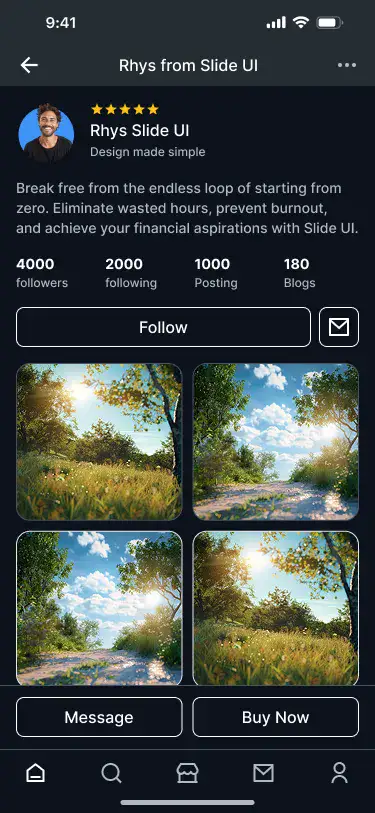 9:41
Rhys from Slide UI
Rhys Slide UI
Design made simple
Break free from the endless loop of starting from
zero. Eliminate wasted hours, prevent burnout,
and achieve your financial aspirations with Slide UI.
4000 2000 1000 180
followers following Posting Blogs
Follow
Message Buy Now